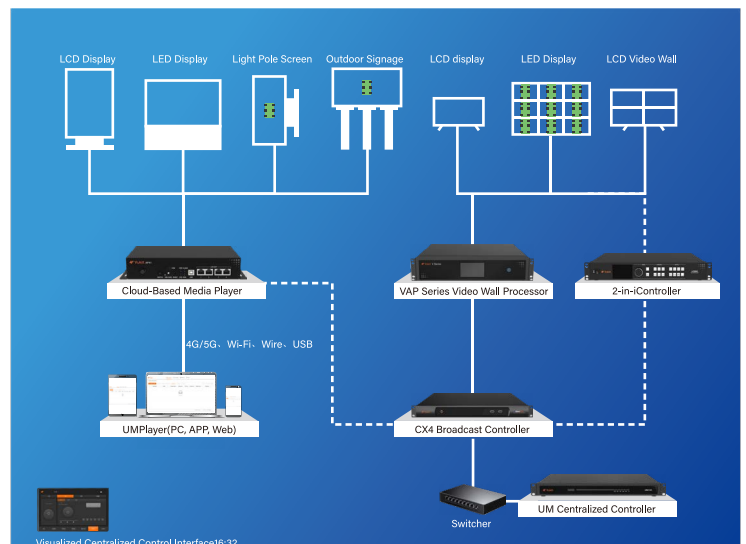 LCD Display
LED Display
Light Pole Screen
Outdoor Signage
LCD display
LED Display
LCD Video Wall
Cloud-Based Media Player
VAP Series Video Wall Processor
2-in-iController
4G/5G、Wi-Fi、Wire、USB
UMPlayer(PC, APP, Web)
CX4 Broadcast Controller
Switcher
UM Centralized Controller
Visualized Centralized Control Interface16:32